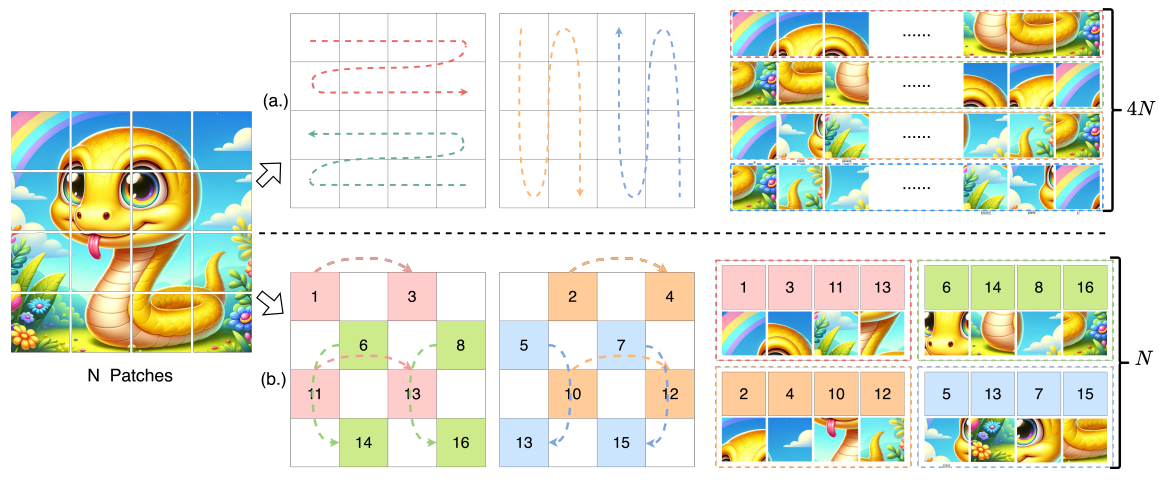 (a.)
......
......
......
......
4N
N Patches
(b.)
1 3
6 8
11 13
14 16
2 4
5 7
10 12
13 15
1 3 11 13
6 14 8 16
2 4 10 12
5 13 7 15
N